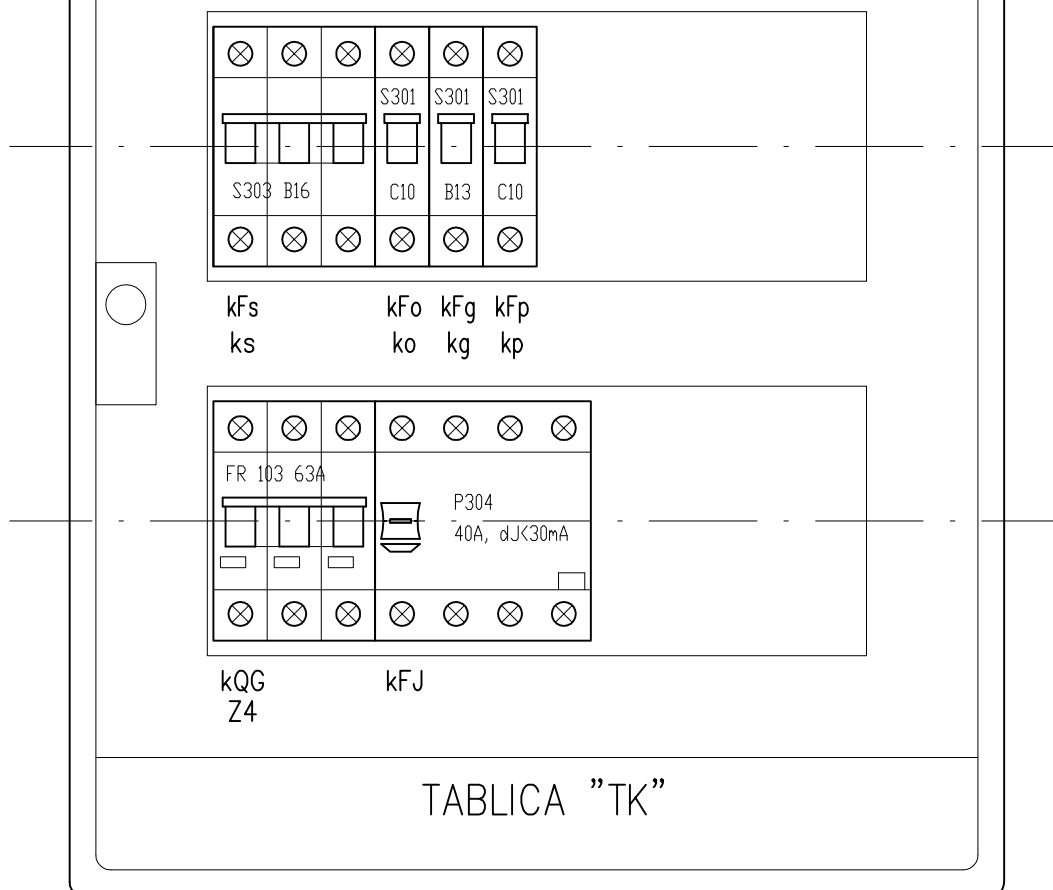 S301 S301 S301
S303 B16 C10 B13 C10
kFs kFo kFg kFp
ks ko kg kp
FR 103 63A
P304
40A, dJ<30mA
kQG kFJ
Z4
TABLICA "TK"